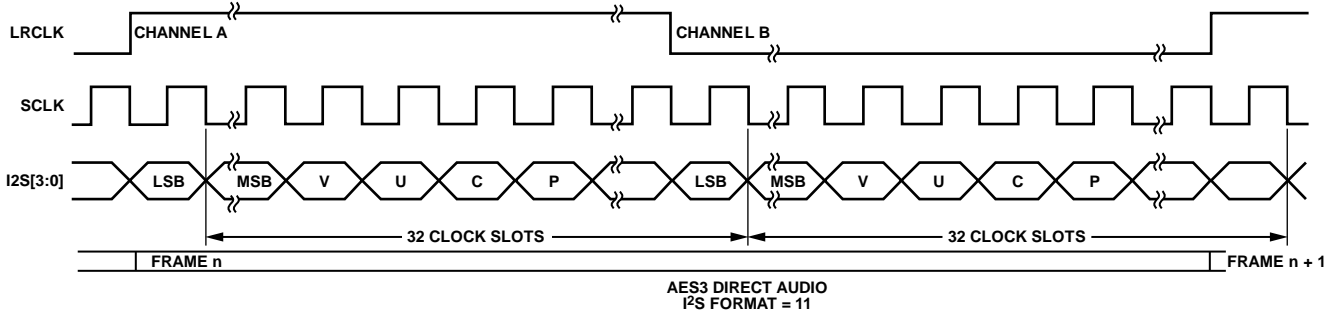 LRCLK
CHANNEL A
CHANNEL B
SCLK
I2S[3:0]
LSB
MSB
V
U
C
P
LSB
MSB
V
U
C
P
32 CLOCK SLOTS
32 CLOCK SLOTS
FRAME n
FRAME n + 1
AES3 DIRECT AUDIO
I2S FORMAT = 11